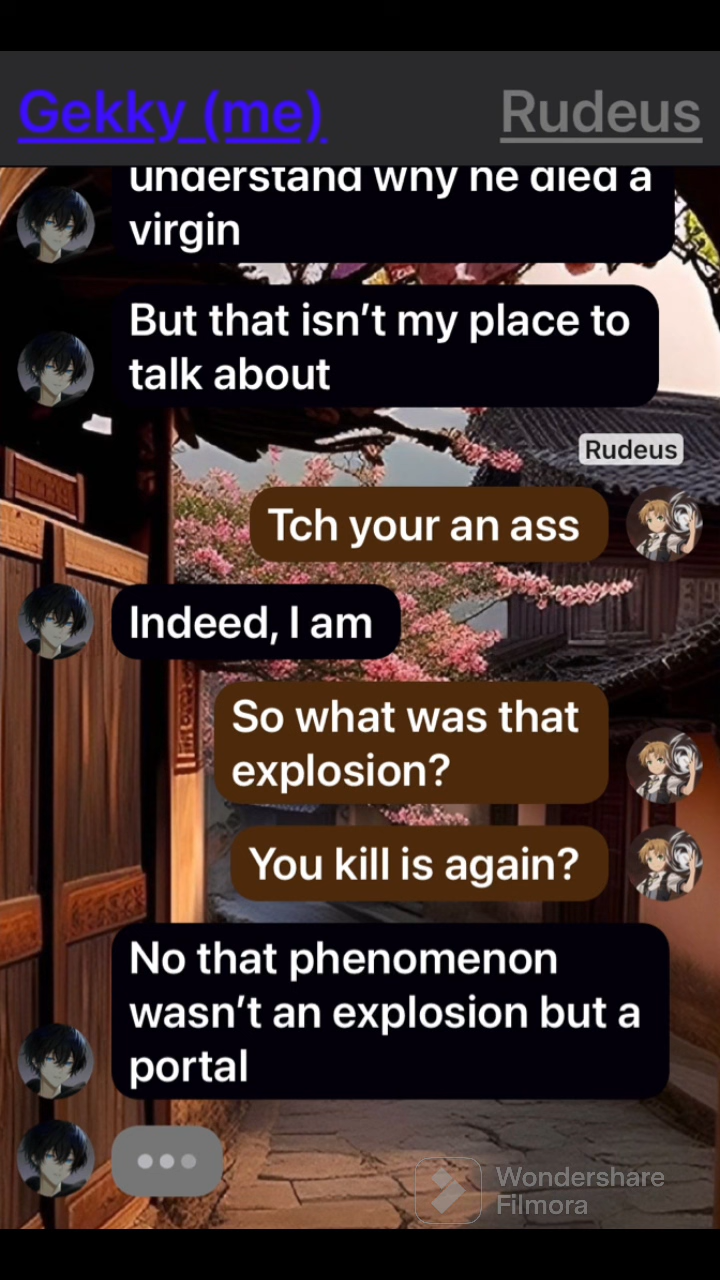 Gekky (me)
Rudeus
understand why he died a
virgin
But that isn’t my place to
talk about
Rudeus
Tch your an ass
Indeed, I am
So what was that
explosion?
You kill is again?
No that phenomenon
wasn’t an explosion but a
portal
Wondershare
Filmora